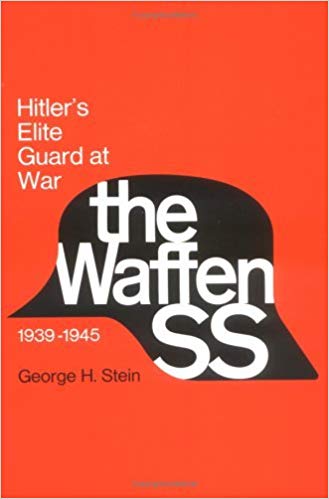 Hitler's
Elite
Guard at
War
the
Waffen
SS
1939-1945
George H. Stein